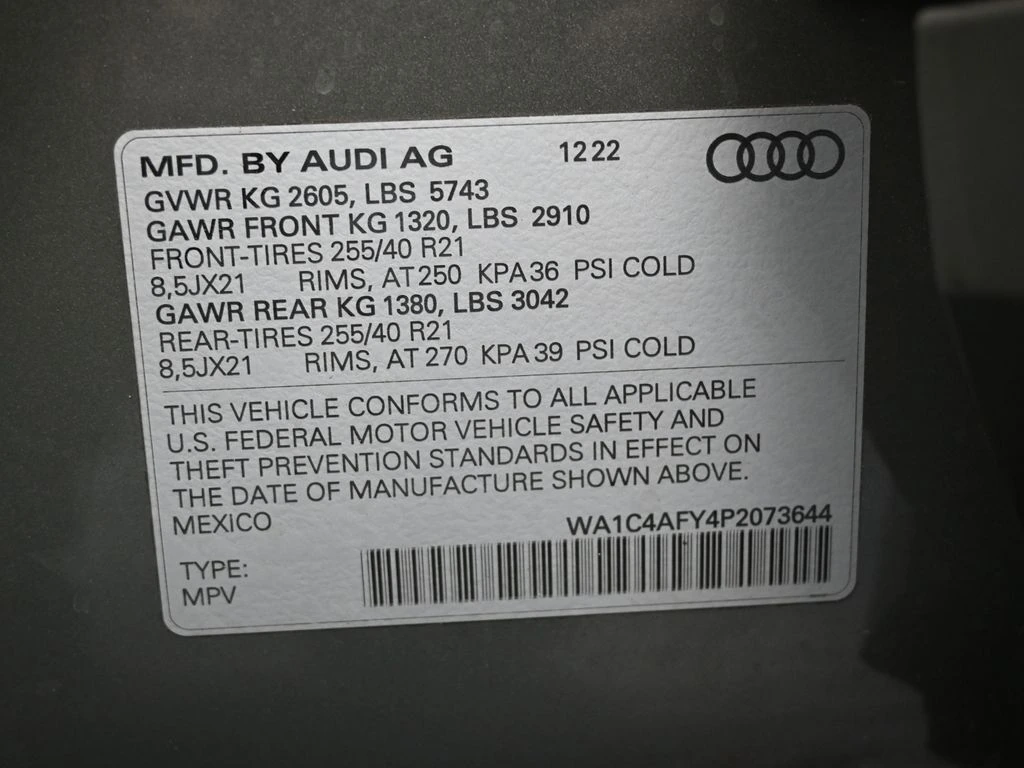 MFD. BY AUDI AG 12 22
GVWR KG 2605, LBS 5743
GAWR FRONT KG 1320, LBS 2910
FRONT-TIRES 255/40 R21
8,5JX21 RIMS, AT 250 KPA 36 PSI COLD
GAWR REAR KG 1380, LBS 3042
REAR-TIRES 255/40 R21
8,5JX21 RIMS, AT 270 KPA 39 PSI COLD
THIS VEHICLE CONFORMS TO ALL APPLICABLE
U.S. FEDERAL MOTOR VEHICLE SAFETY AND
THEFT PREVENTION STANDARDS IN EFFECT ON
THE DATE OF MANUFACTURE SHOWN ABOVE.
MEXICO WA1C4AFY4P2073644
TYPE:
MPV